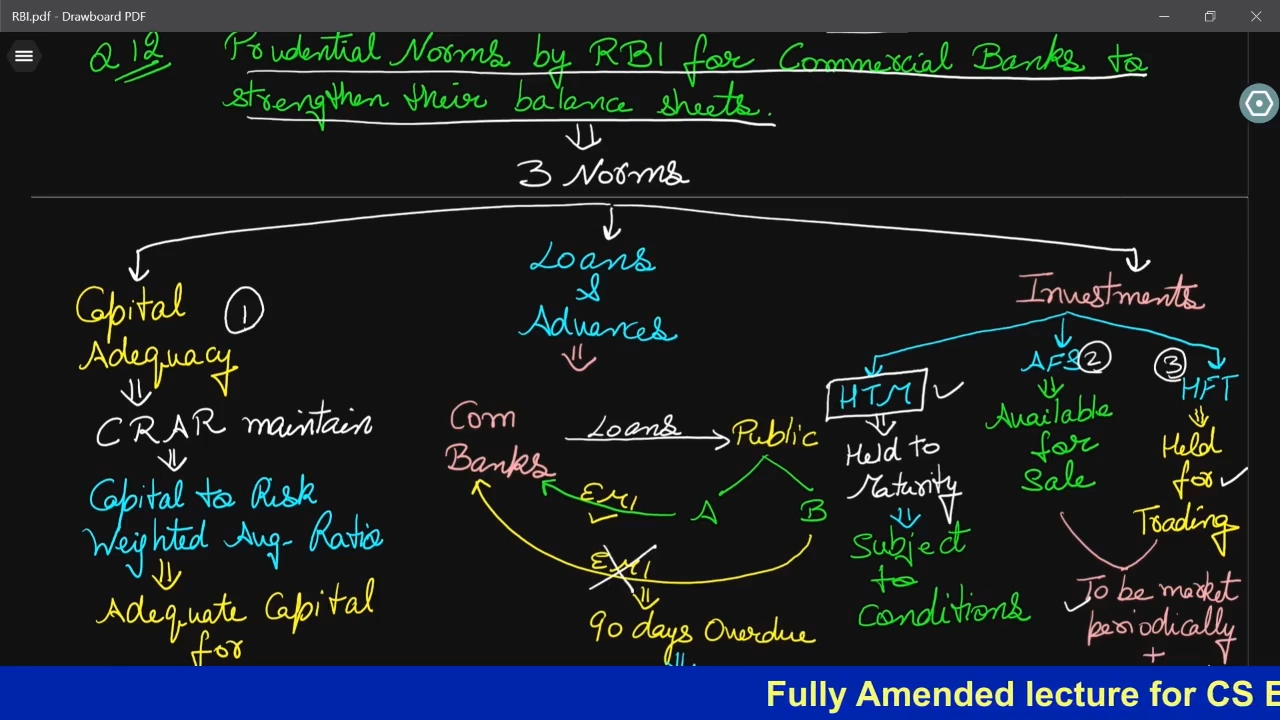 RBI.pdf - Drawboard PDF
Q 12 Prudential Norms by RBI for Commercial Banks to
strengthen their balance sheets.
3 Norms
Capital ①
Adequacy
CRAR maintain
Capital to Risk
Weighted Aug- Ratio
Adequate Capital
for
Loans
&
Advances
Com
Banks
Loans
Public
EMI
A
B
EMI
90 days Overdue
Investments
HTM
Held to
Maturity
Subject
to
Conditions
AFS ②
Available
for
Sale
③ HFT
Held
for
Trading
To be market
periodically
+
Fully Amended lecture for CS E